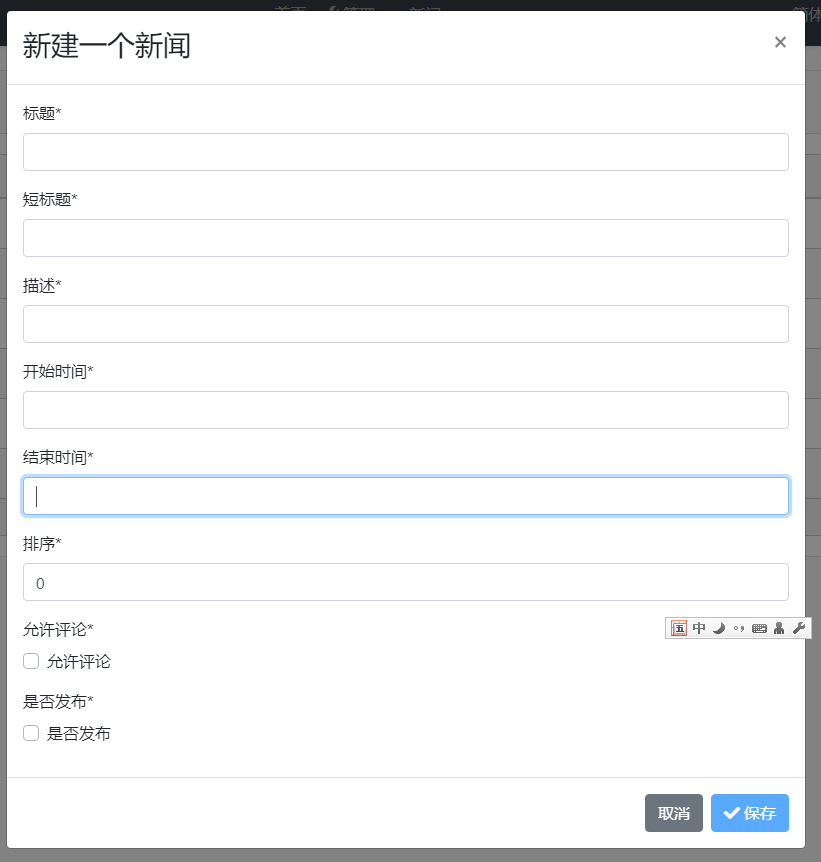 新建一个新闻
×
标题*
短标题*
描述*
开始时间*
结束时间*
排序*
0
允许评论*
五 中
允许评论
是否发布*
是否发布
取消 保存